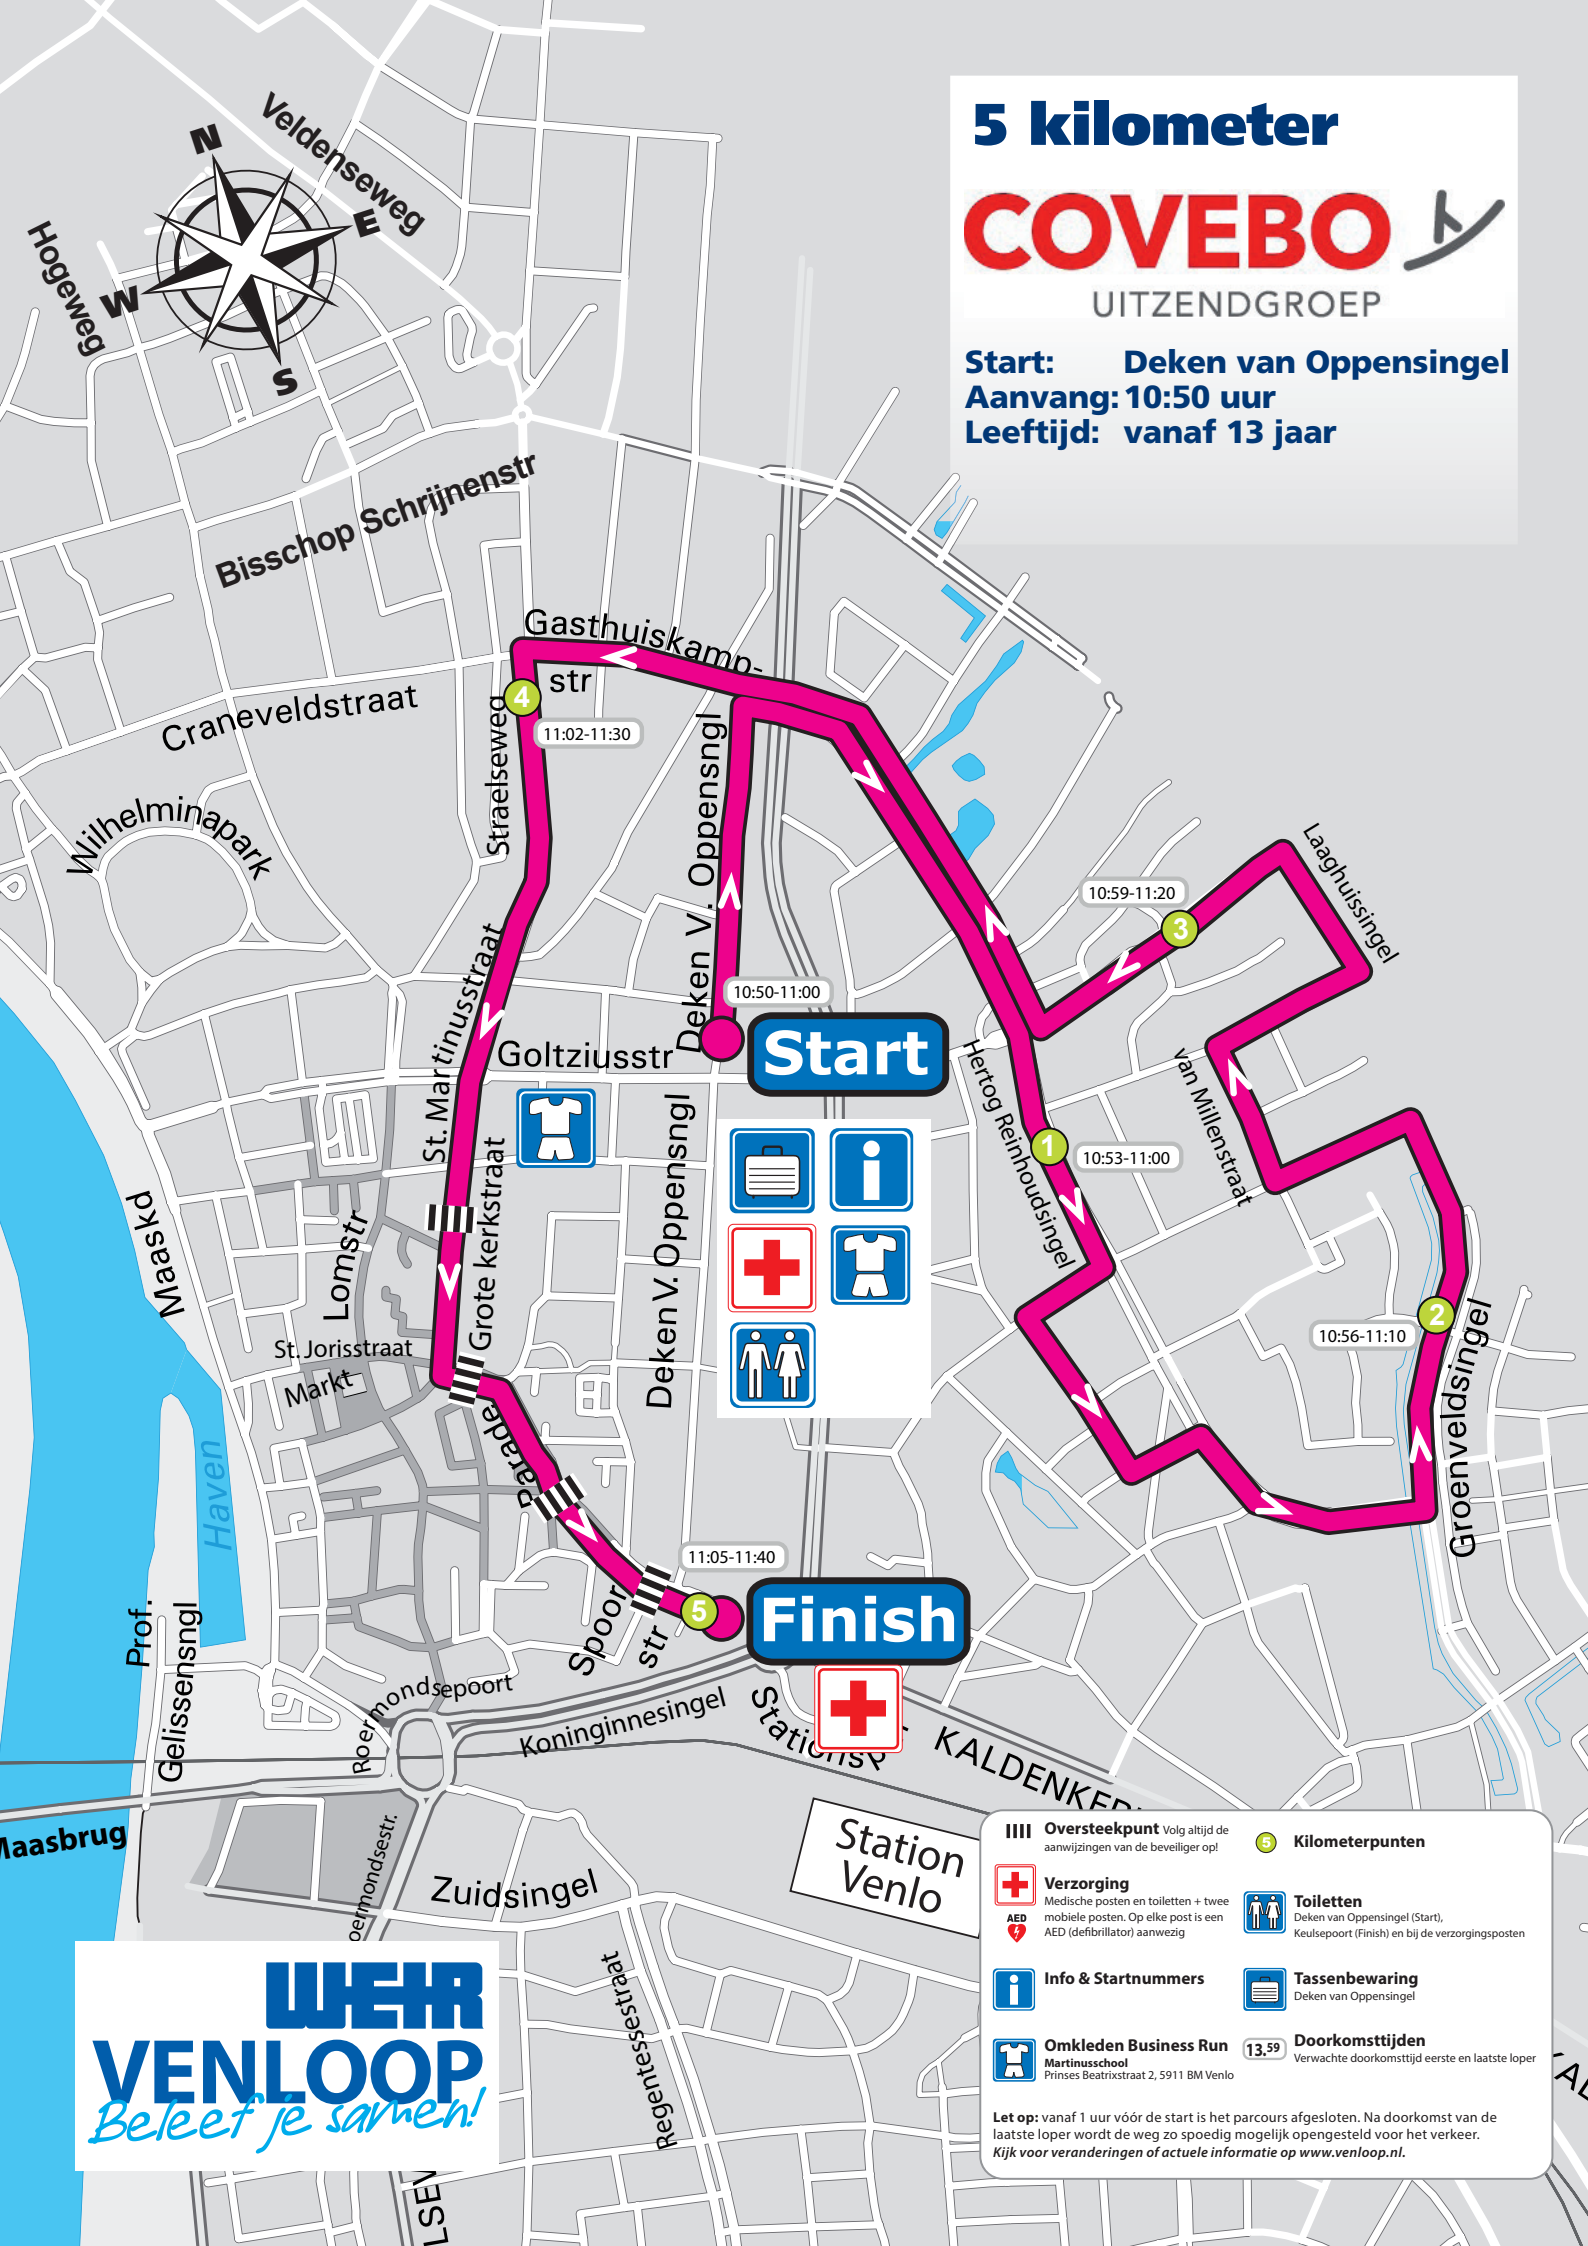 5 kilometer
COVEBO
UITZENDGROEP
Start: Deken van Oppensingel
Aanvang: 10:50 uur
Leeftijd: vanaf 13 jaar
N
E
W
S
Veldenseweg
Hogeweg
Bisschop Schrijnenstr
Gasthuiskamp-
str
4
11:02-11:30
Craneveldstraat
Straelseweg
Deken V. Oppensngl
Wilhelminapark
Laaghuissingel
10:59-11:20
3
St. Martinusstraat
10:50-11:00
Start
Goltziusstr
Hertog Reinhoudsingel
van Millenstraat
1
10:53-11:00
Deken V. Oppensngl
Grote kerkstraat
Maaskd
Lomstr
St. Jorisstraat
Markt
2
10:56-11:10
Groenveldsingel
Parade
Haven
11:05-11:40
5
Finish
Spoor
str
Prof.
Gelissensngl
Roermondsepoort
Koninginnesingel
Station
Venlo
Zuidsingel
Regentessestraat
Oversteekpunt Volg altijd de
aanwijzingen van de beveiliger op!
5 Kilometerpunten
Verzorging
Medische posten en toiletten + twee
mobiele posten. Op elke post is een
AED (defibrillator) aanwezig
AED
Toiletten
Deken van Oppensingel (Start),
Keulsepoort (Finish) en bij de verzorgingsposten
Info & Startnummers
Tassenbewaring
Deken van Oppensingel
Omkleden Business Run
Martinusschool
Prinses Beatrixstraat 2, 5911 BM Venlo
13.59 Doorkomsttijden
Verwachte doorkomsttijd eerste en laatste loper
Let op: vanaf 1 uur vóór de start is het parcours afgesloten. Na doorkomst van de
laatste loper wordt de weg zo spoedig mogelijk opengesteld voor het verkeer.
Kijk voor veranderingen of actuele informatie op www.venloop.nl.
WEIR
VENLOOP
Beleef je samen!